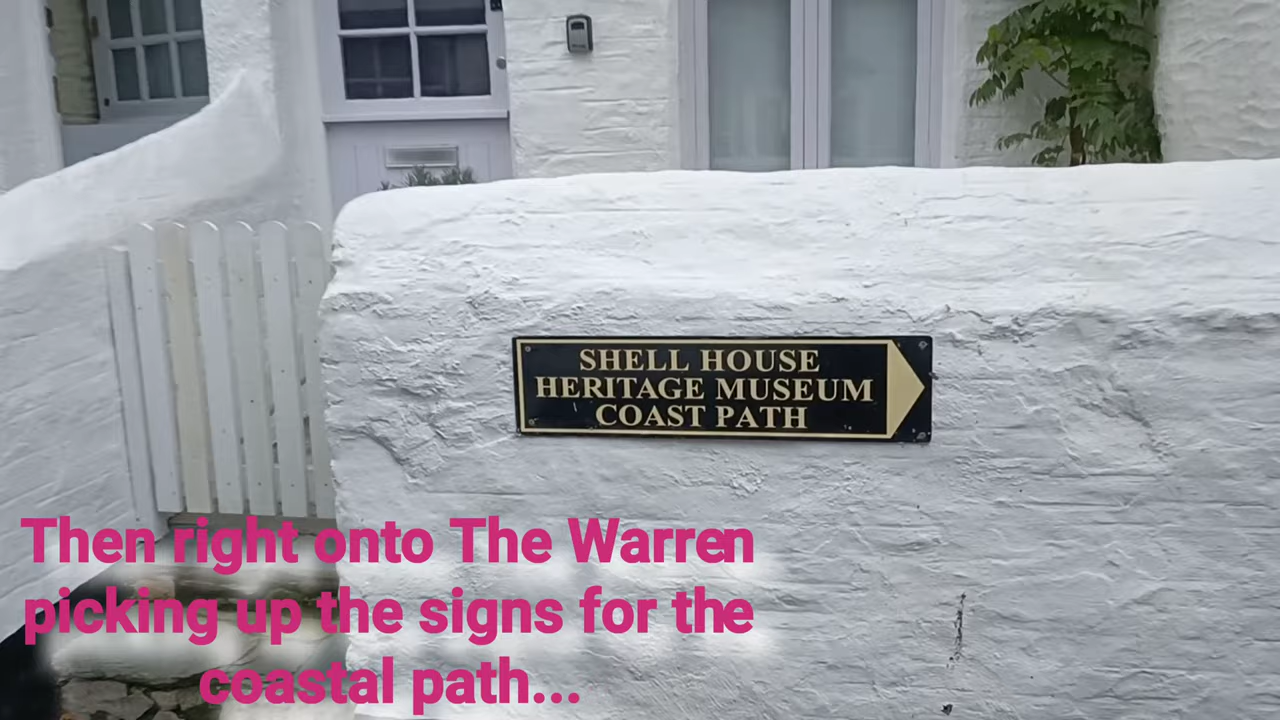 SHELL HOUSE
HERITAGE MUSEUM
COAST PATH
Then right onto The Warren
picking up the signs for the
coastal path...